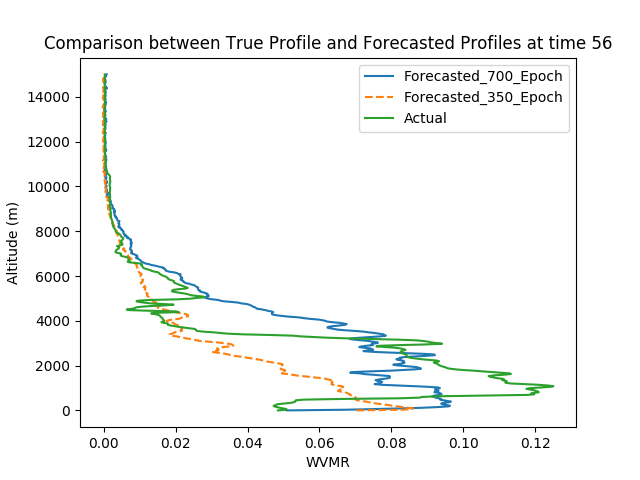 Comparison between True Profile and Forecasted Profiles at time 56
Forecasted_700_Epoch
Forecasted_350_Epoch
Actual
14000
12000
10000
8000
6000
4000
2000
0
Altitude (m)
0.00 0.02 0.04 0.06 0.08 0.10 0.12
WVMR